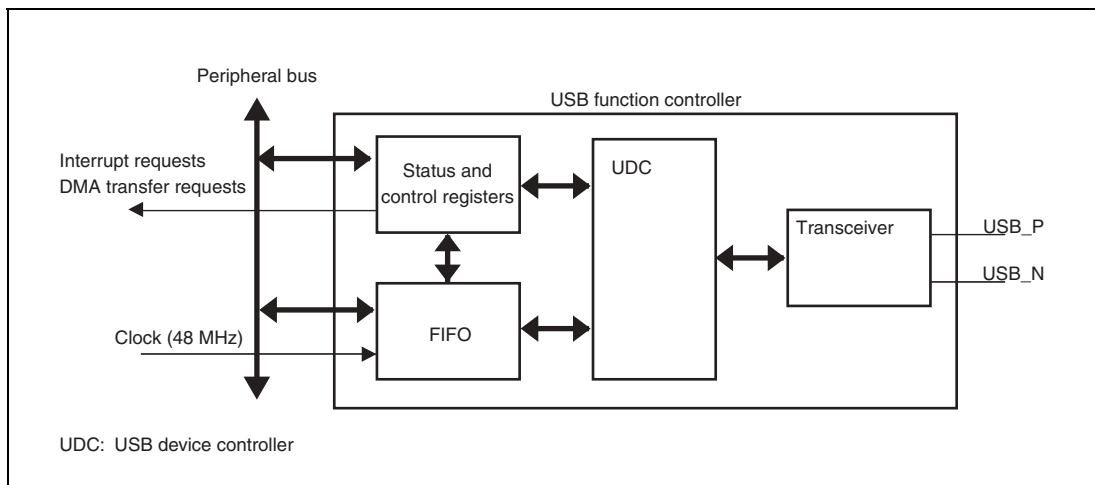 Peripheral bus
USB function controller
Interrupt requests
DMA transfer requests
Status and
control registers
UDC
Transceiver
USB_P
USB_N
FIFO
Clock (48 MHz)
UDC: USB device controller